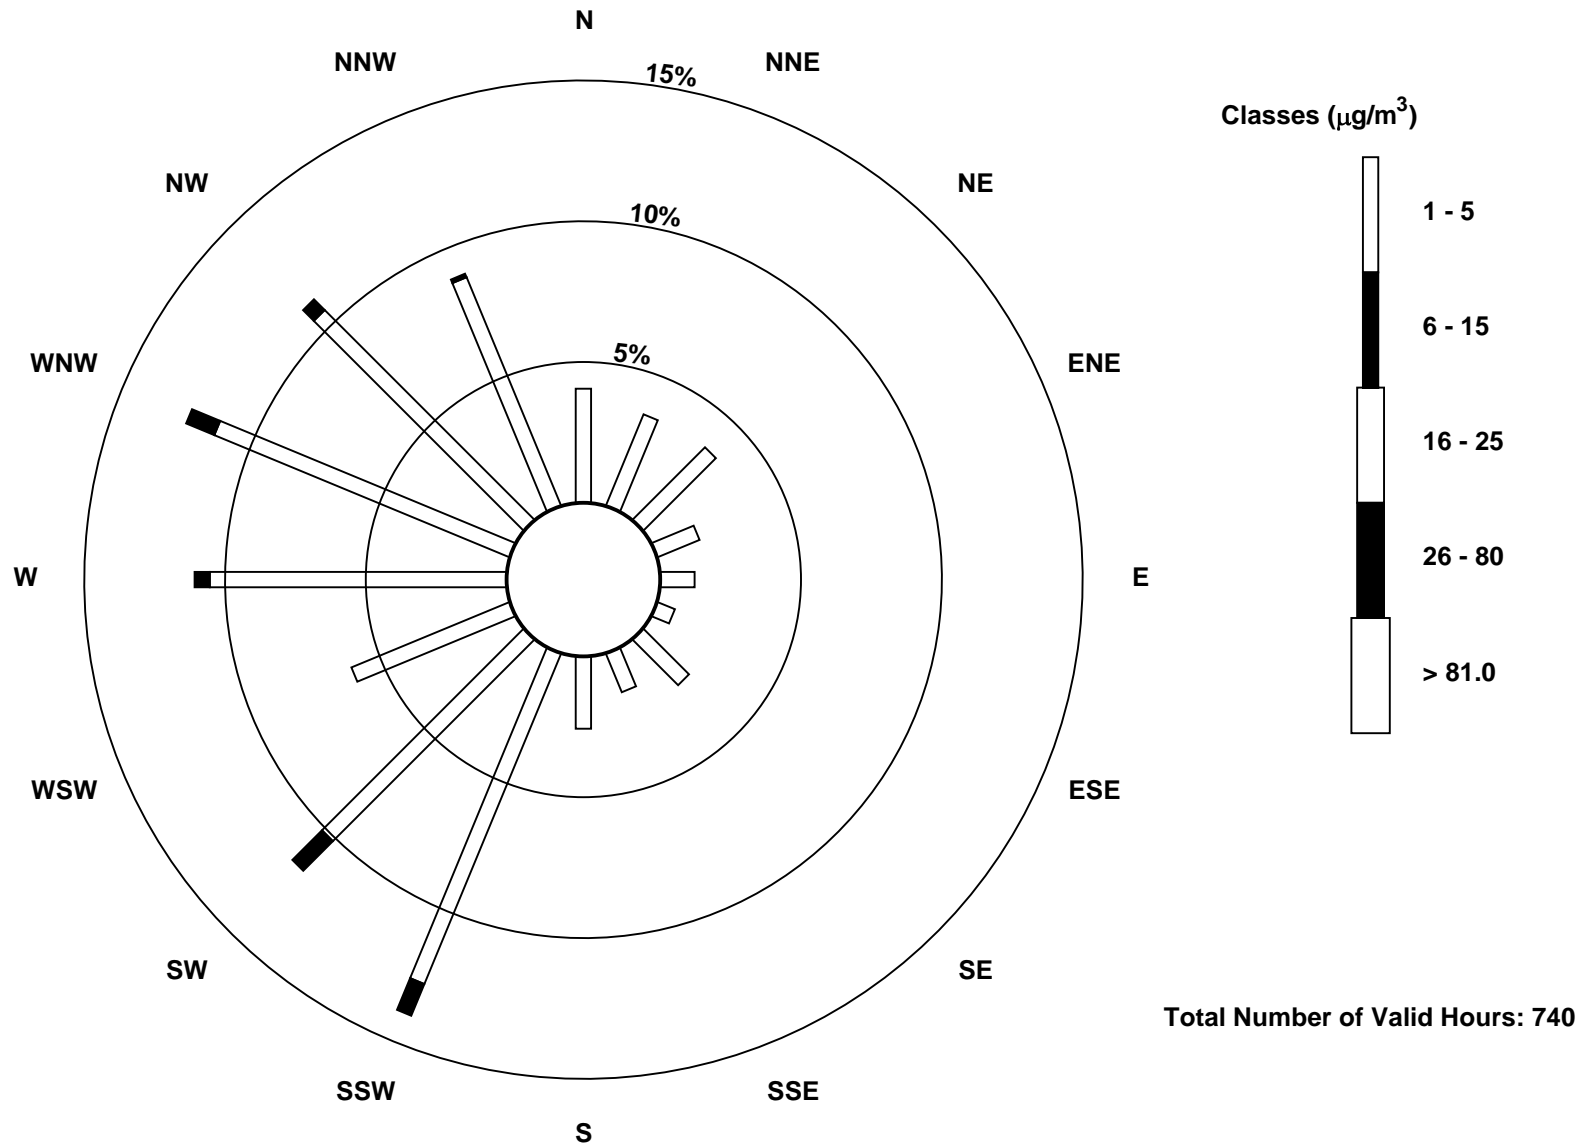 N
NNW
NNE
15%
Classes (μg/m³)
NW
NE
10%
1 - 5
6 - 15
5%
WNW
ENE
16 - 25
26 - 80
W
E
> 81.0
WSW
ESE
SW
SE
Total Number of Valid Hours: 740
SSW
SSE
S